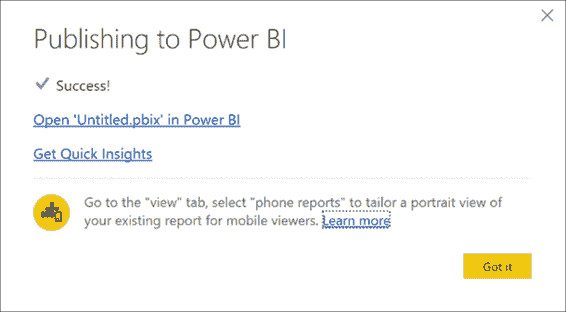 Publishing to Power BI
Success!
Open 'Untitled.pbix' in Power BI
Get Quick Insights
Go to the "view" tab, select "phone reports" to tailor a portrait view of
your existing report for mobile viewers. Learn more
Got it